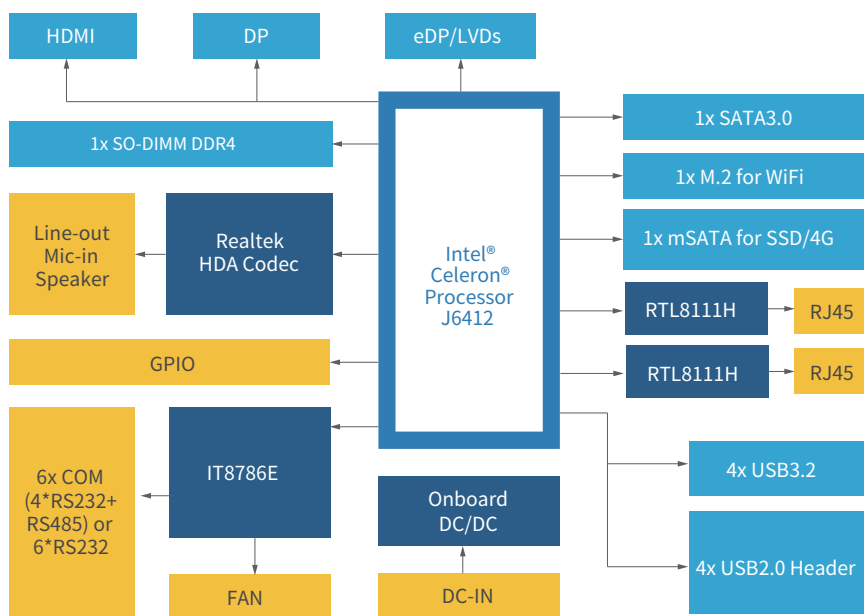 HDMI
DP
eDP/LVDs
1x SO-DIMM DDR4
1x SATA3.0
1x M.2 for WiFi
1x mSATA for SSD/4G
Line-out
Mic-in
Speaker
Realtek
HDA Codec
Intel®
Celeron®
Processor
J6412
RTL8111H
RJ45
RTL8111H
RJ45
GPIO
6x COM
(4*RS232+
RS485) or
6*RS232
IT8786E
Onboard
DC/DC
4x USB3.2
4x USB2.0 Header
FAN
DC-IN